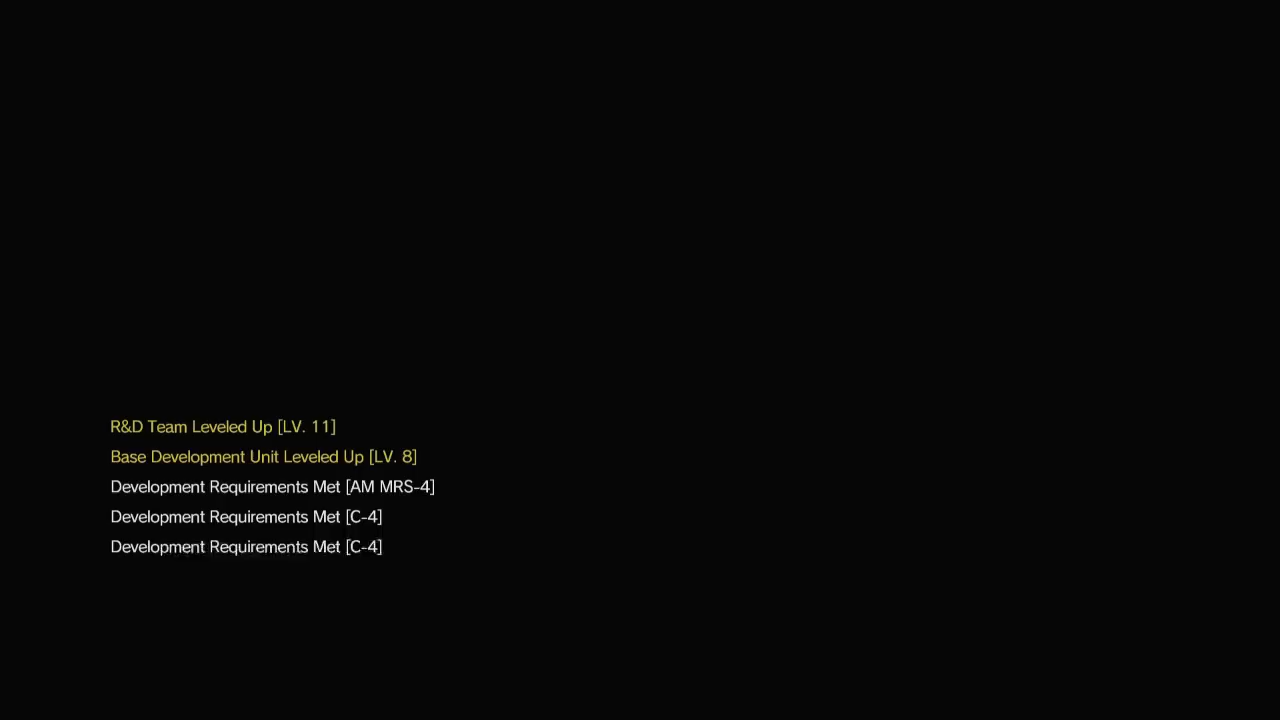 R&D Team Leveled Up [LV. 11]
Base Development Unit Leveled Up [LV. 8]
Development Requirements Met [AM MRS-4]
Development Requirements Met [C-4]
Development Requirements Met [C-4]